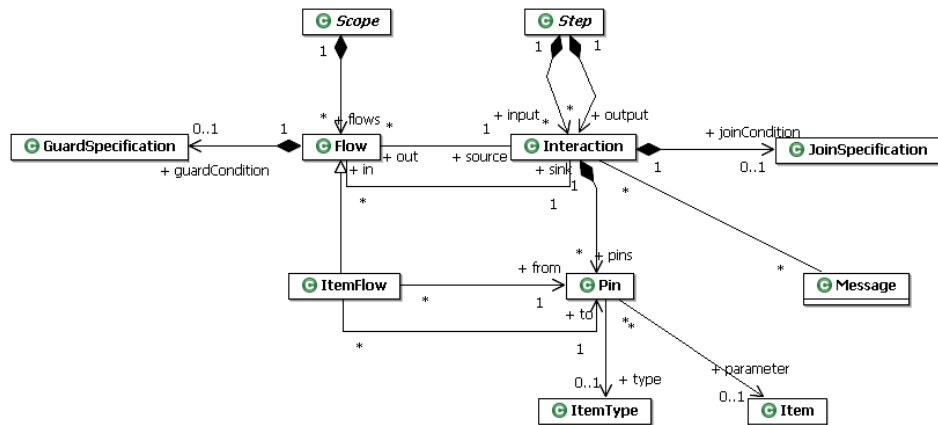 C Scope
C Step
1
1
1
+ input
*
+ output
*
* + flows
*
0..1
1
1
+ joinCondition
C GuardSpecification
C Flow
C Interaction
C JoinSpecification
+ guardCondition
+ out
+ source
+ in
+ sink
1
1
0..1
*
1
*
* + pins
*
+ from
C ItemFlow
C Pin
C Message
*
1
+ to
*
*
*
1
+ parameter
0..1
+ type
0..1
C ItemType
C Item